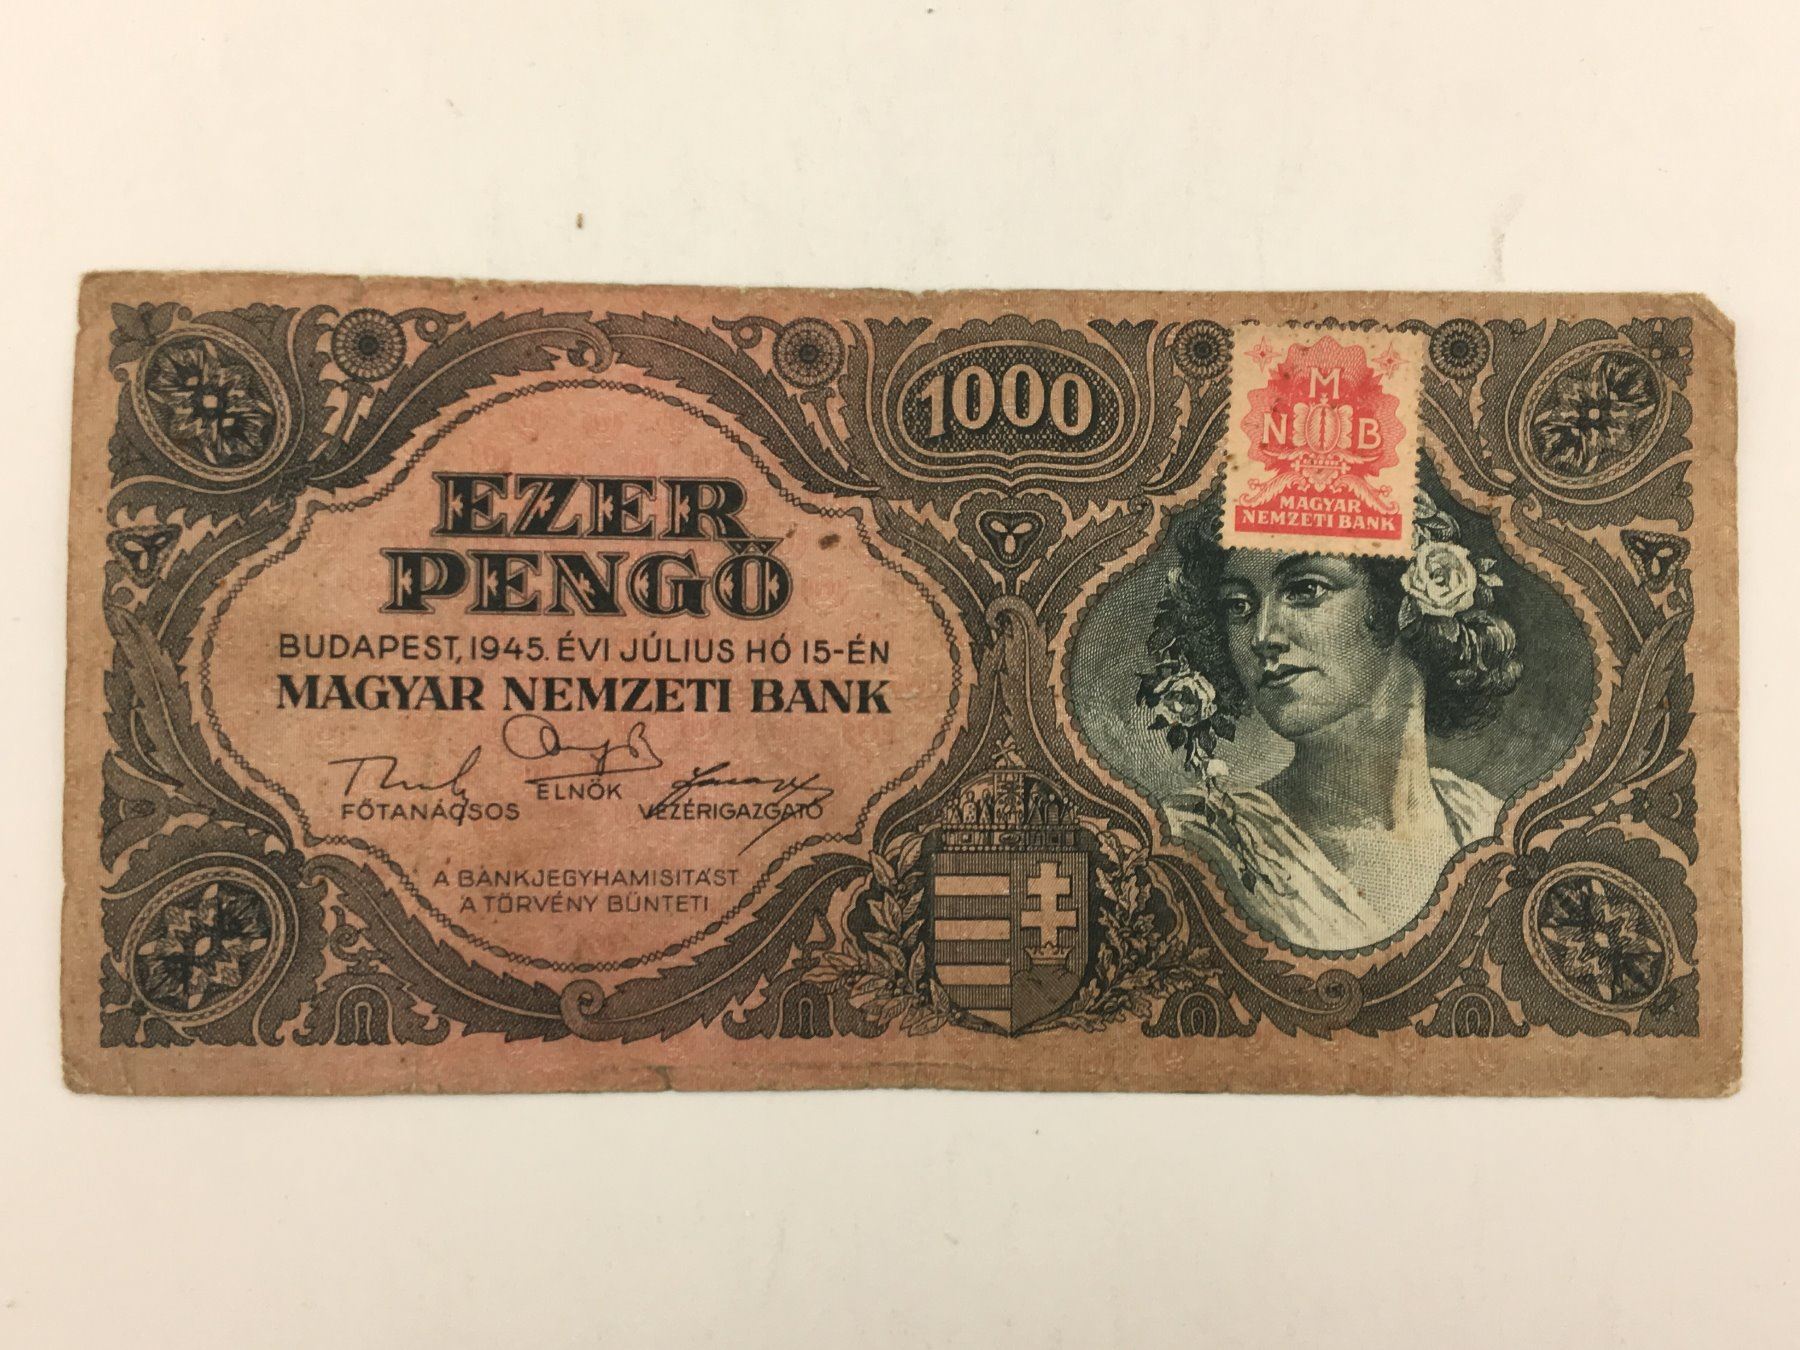 1000
M
N B
MAGYAR
NEMZETI BANK
EZER
PENGŐ
BUDAPEST, 1945. ÉVI JÚLIUS HÓ 15-ÉN
MAGYAR NEMZETI BANK
ELNÖK
FŐTANÁCSOS VEZÉRIGAZGATÓ
A BANKJEGYHAMISITÁST
A TÖRVÉNY BÜNTETI